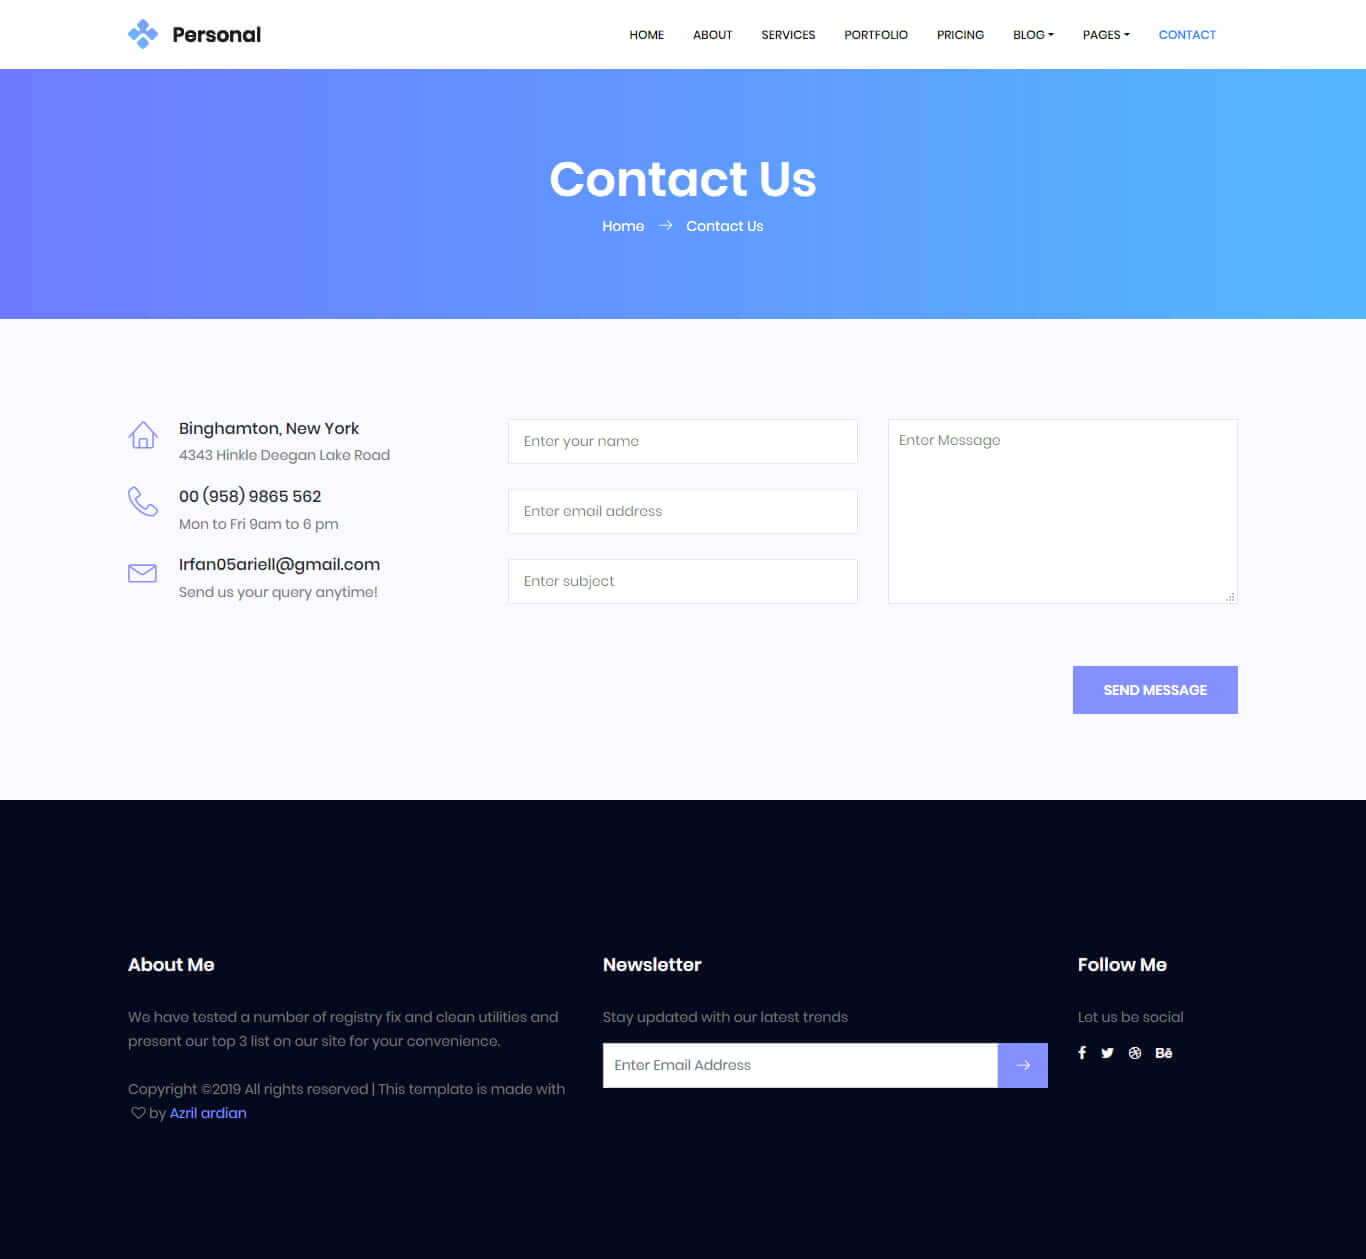 Personal
HOME ABOUT SERVICES PORTFOLIO PRICING BLOG PAGES CONTACT
Contact Us
Home → Contact Us
Binghamton, New York
4343 Hinkle Deegan Lake Road
00 (958) 9865 562
Mon to Fri 9am to 6 pm
Irfan05ariell@gmail.com
Send us your query anytime!
Enter your name
Enter email address
Enter subject
Enter Message
SEND MESSAGE
About Me
We have tested a number of registry fix and clean utilities and
present our top 3 list on our site for your convenience.
Copyright ©2019 All rights reserved | This template is made with
♡ by Azril ardian
Newsletter
Stay updated with our latest trends
Enter Email Address
Follow Me
Let us be social
Bē